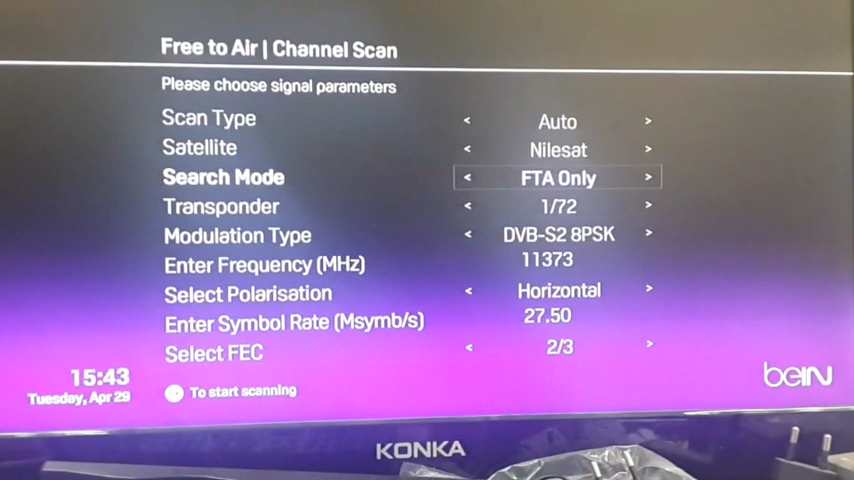 Free to Air | Channel Scan
Please choose signal parameters
Scan Type < Auto >
Satellite < Nilesat >
Search Mode < FTA Only >
Transponder < 1/72 >
Modulation Type < DVB-S2 8PSK >
Enter Frequency (MHz) 11373
Select Polarisation < Horizontal >
Enter Symbol Rate (Msymb/s) 27.50
Select FEC < 2/3 >
15:43
Tuesday, Apr 29
To start scanning
beIN
KONKA